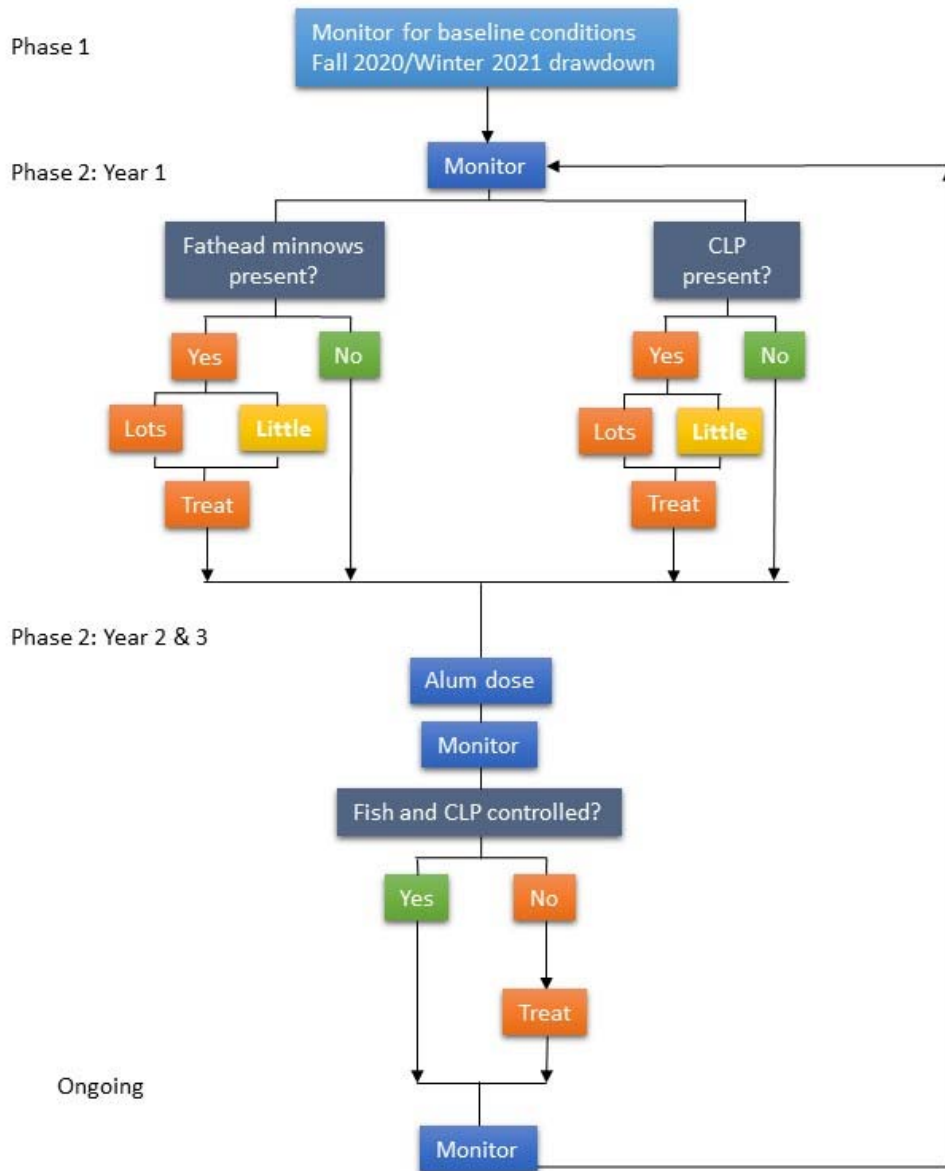 Phase 1
Monitor for baseline conditions
Fall 2020/Winter 2021 drawdown
Phase 2: Year 1
Monitor
Fathead minnows
present?
CLP
present?
Yes
No
Yes
No
Lots
Little
Lots
Little
Treat
Treat
Phase 2: Year 2 & 3
Alum dose
Monitor
Fish and CLP controlled?
Yes
No
Treat
Ongoing
Monitor